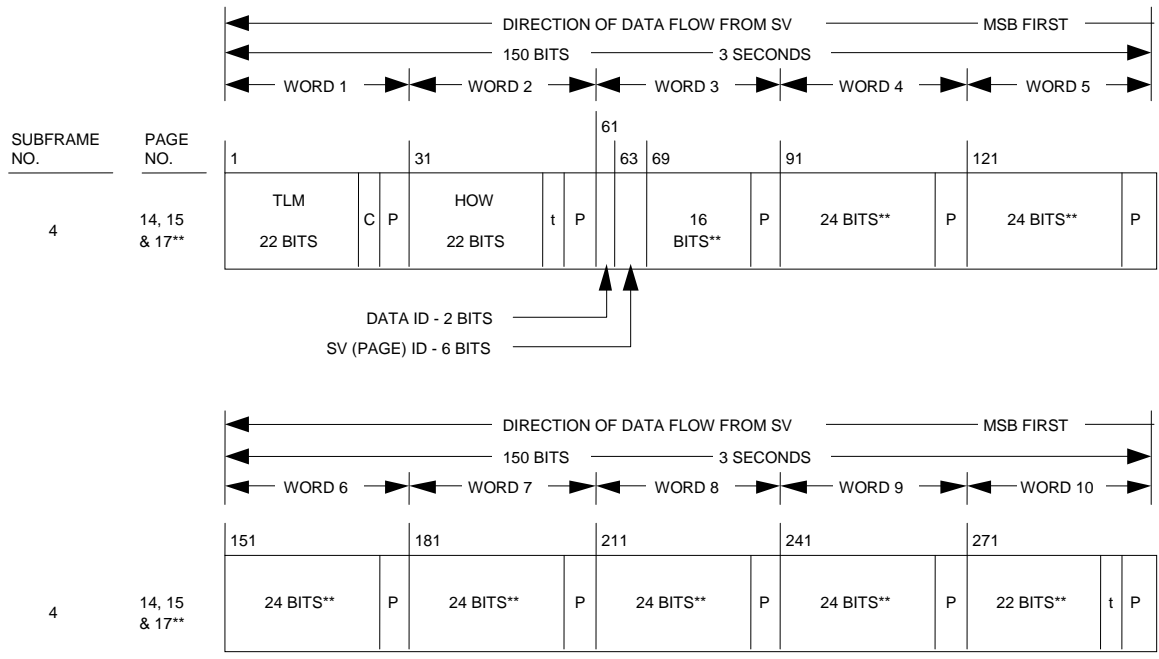 DIRECTION OF DATA FLOW FROM SV MSB FIRST
150 BITS 3 SECONDS
WORD 1 WORD 2 WORD 3 WORD 4 WORD 5
61
SUBFRAME PAGE
NO. NO. 1 31 63 69 91 121
TLM HOW
4 14, 15 C P t P 16 P 24 BITS** P 24 BITS** P
& 17** 22 BITS 22 BITS BITS**
DATA ID - 2 BITS
SV (PAGE) ID - 6 BITS
DIRECTION OF DATA FLOW FROM SV MSB FIRST
150 BITS 3 SECONDS
WORD 6 WORD 7 WORD 8 WORD 9 WORD 10
151 181 211 241 271
4 14, 15 24 BITS** P 24 BITS** P 24 BITS** P 24 BITS** P 22 BITS** t P
& 17**